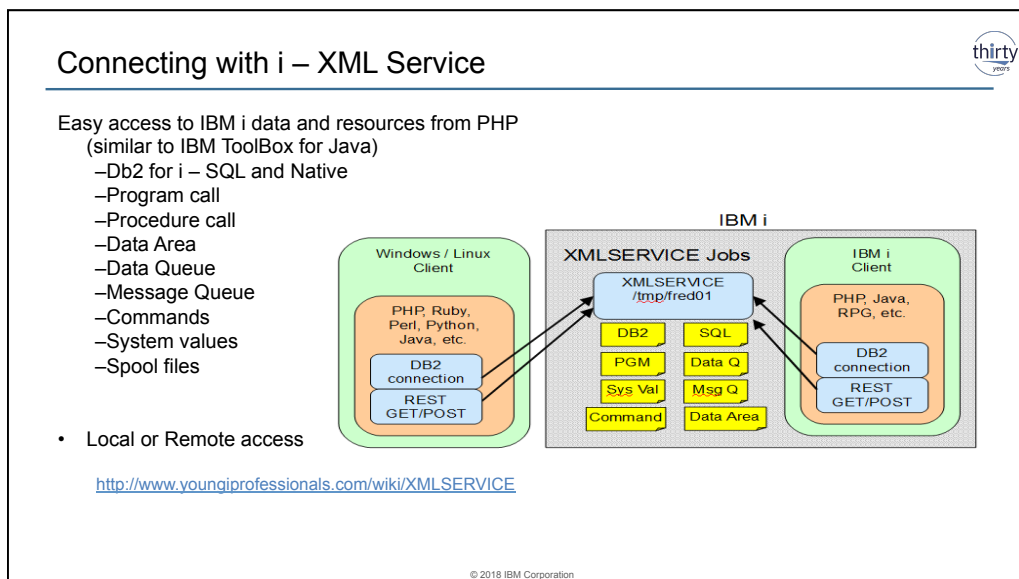 Connecting with i – XML Service
thirty
years
Easy access to IBM i data and resources from PHP
(similar to IBM ToolBox for Java)
–Db2 for i – SQL and Native
–Program call
–Procedure call
–Data Area
–Data Queue
–Message Queue
–Commands
–System values
–Spool files
• Local or Remote access
http://www.youngiprofessionals.com/wiki/XMLSERVICE
IBM i
Windows / Linux
Client
PHP, Ruby,
Perl, Python,
Java, etc.
DB2
connection
REST
GET/POST
XMLSERVICE Jobs
XMLSERVICE
/tmp/fred01
DB2
SQL
PGM
Data Q
Sys Val
Msg Q
Command
Data Area
IBM i
Client
PHP, Java,
RPG, etc.
DB2
connection
REST
GET/POST
© 2018 IBM Corporation